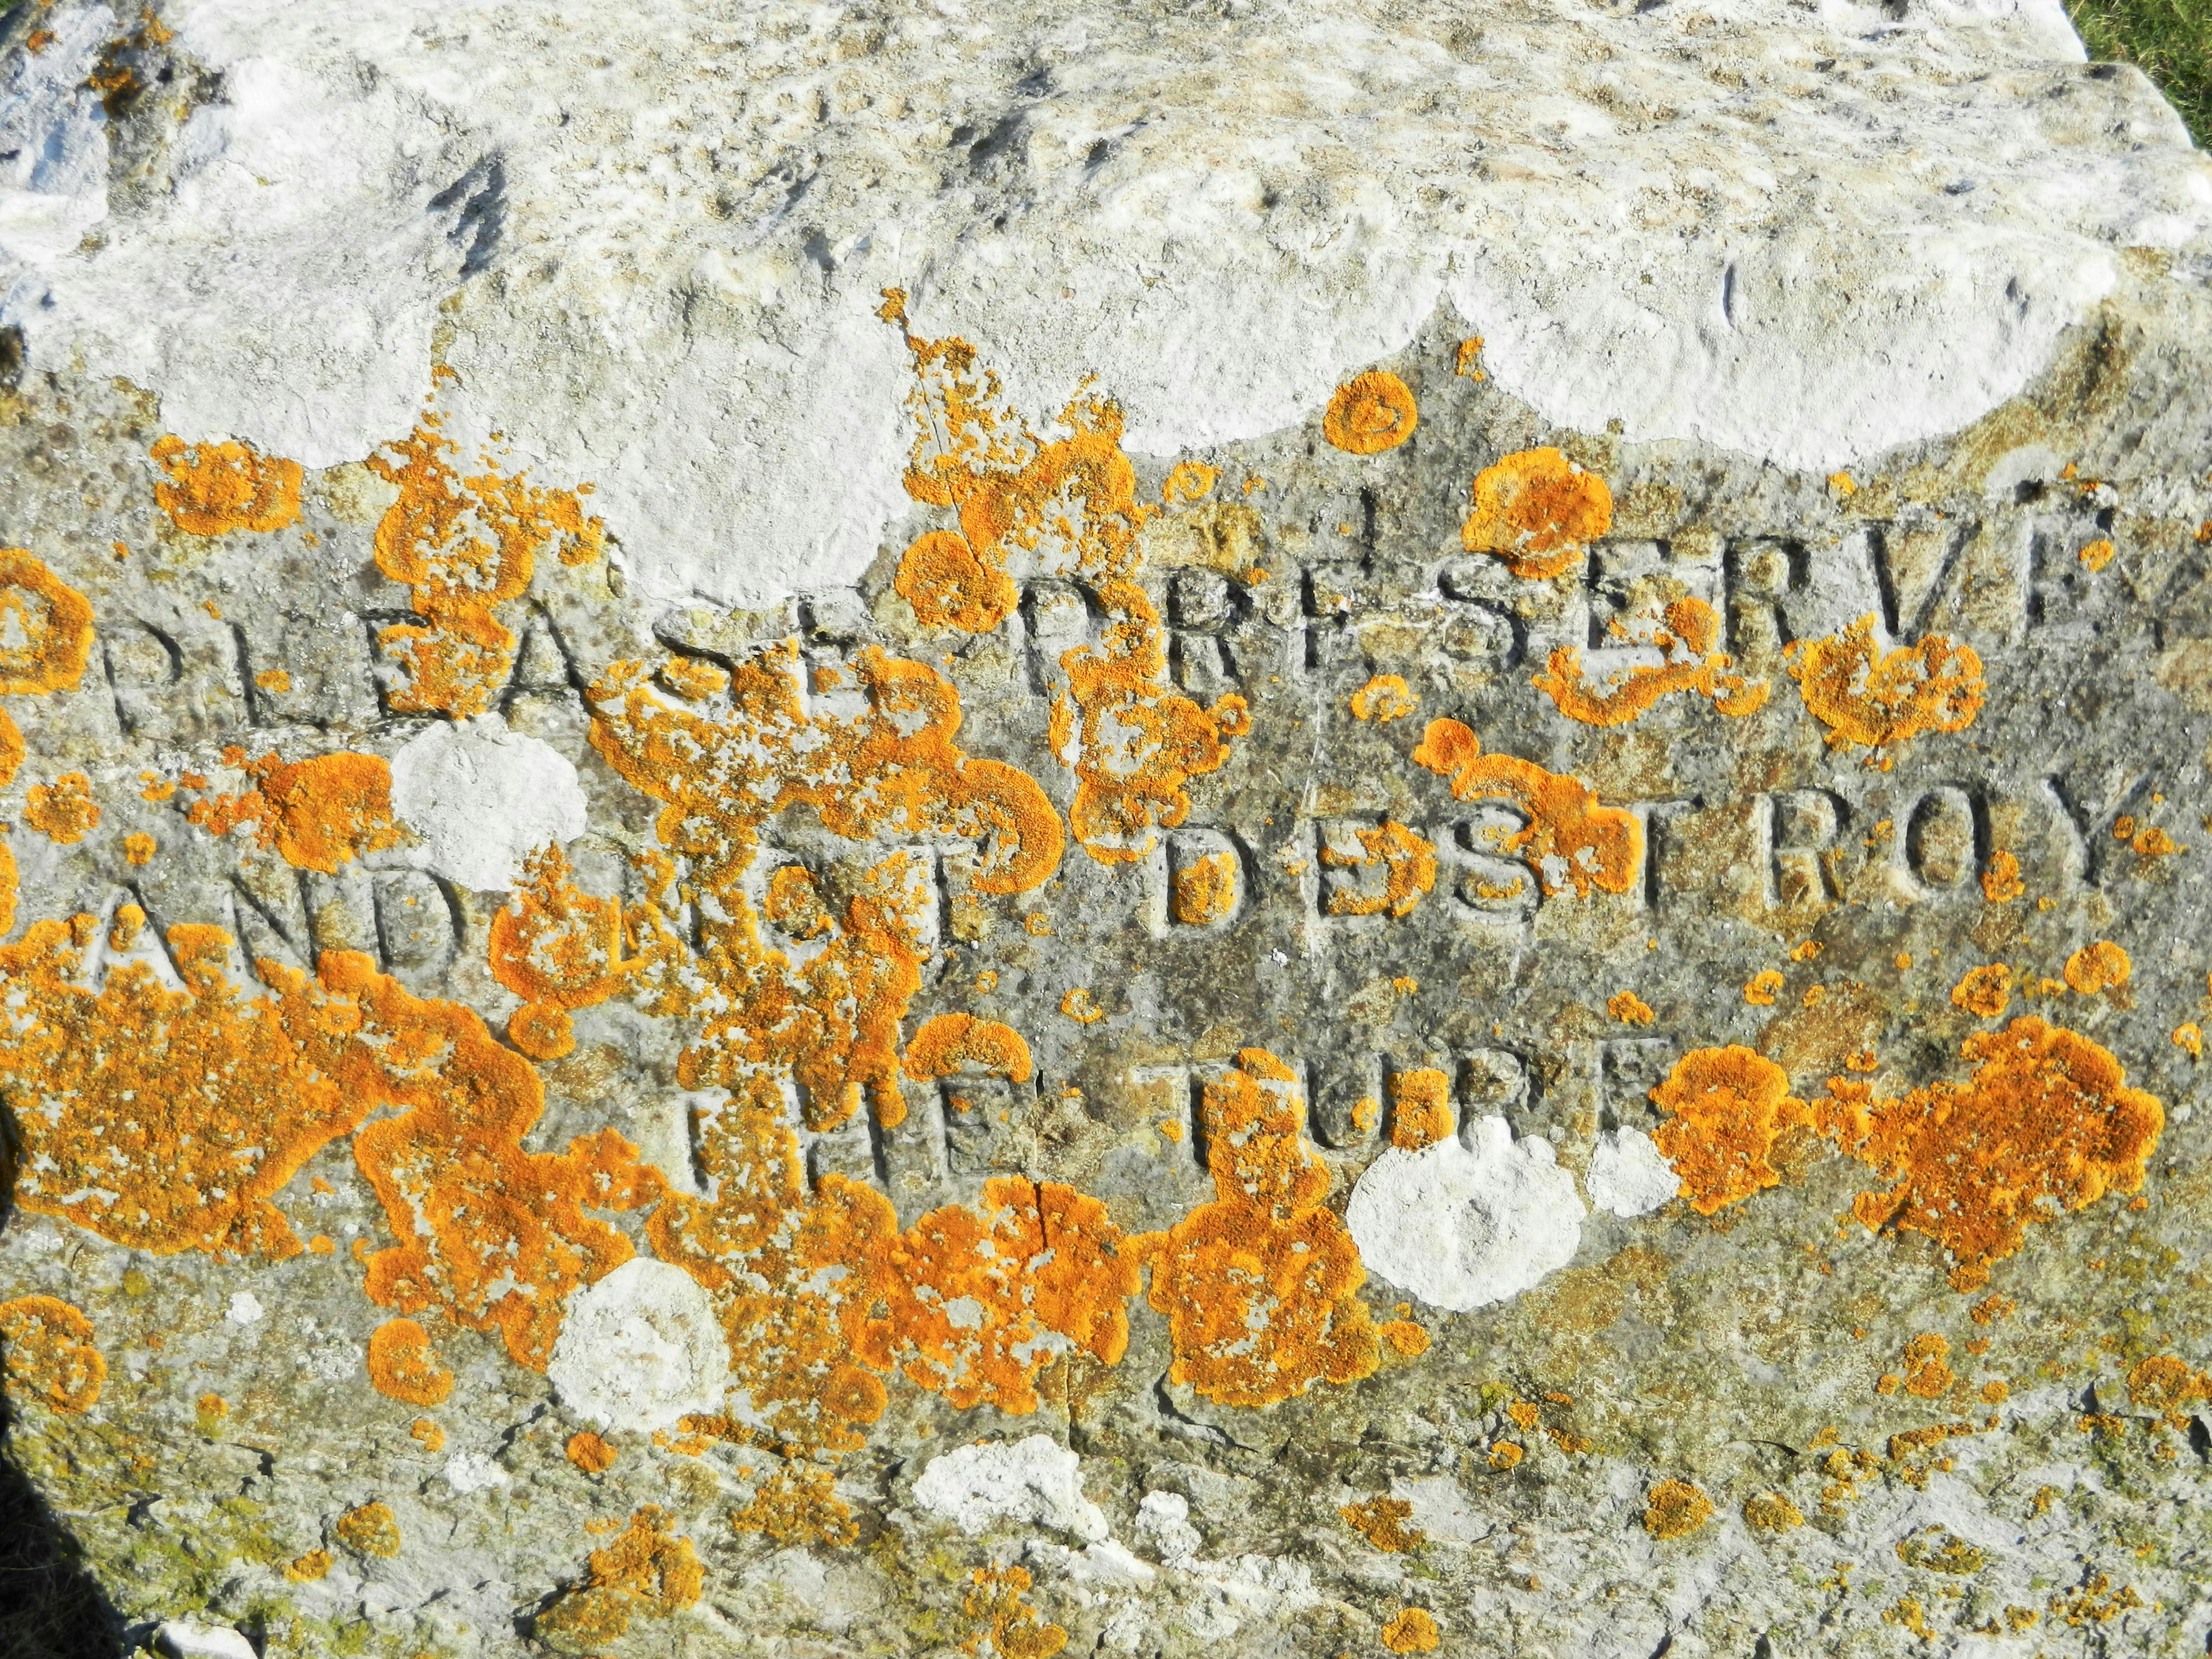 PLEASE PRESERVE
AND NOT DESTROY
THE TURF